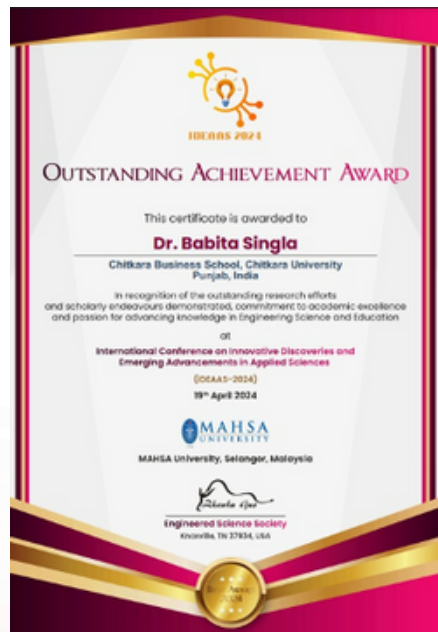 IDEAAS 2024
OUTSTANDING ACHIEVEMENT AWARD
This certificate is awarded to
Dr. Babita Singla
Chitkara Business School, Chitkara University
Punjab, India
In recognition of the outstanding research efforts
and scholarly endeavours demonstrated, commitment to academic excellence
and passion for advancing knowledge in Engineering Science and Education
at
International Conference on Innovative Discoveries and
Emerging Advancements in Applied Sciences
(IDEAAS-2024)
19th April 2024
MAHSA
UNIVERSITY
MAHSA University, Selangor, Malaysia
Engineered Science Society
Knoxville, TN 37934, USA
Award
2024